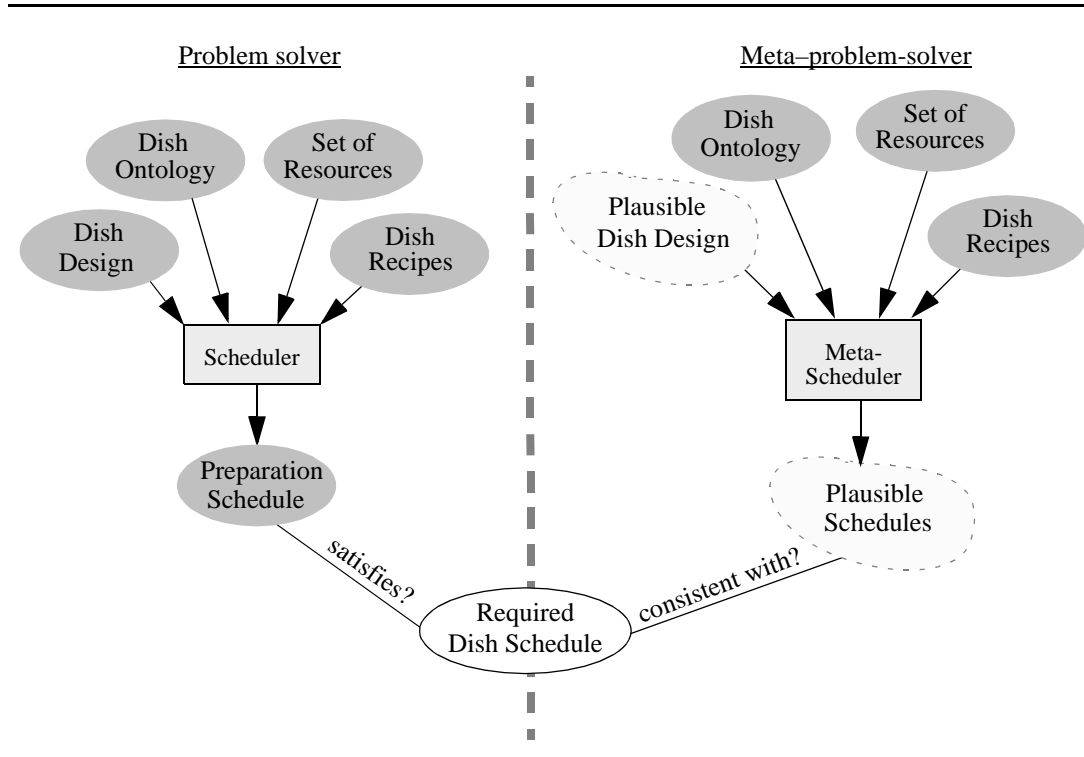 Problem solver
Dish
Ontology
Set of
Resources
Dish
Design
Dish
Recipes
Scheduler
Preparation
Schedule
satisfies?
Meta–problem-solver
Dish
Ontology
Set of
Resources
Plausible
Dish Design
Dish
Recipes
Meta-
Scheduler
Plausible
Schedules
consistent with?
Required
Dish Schedule